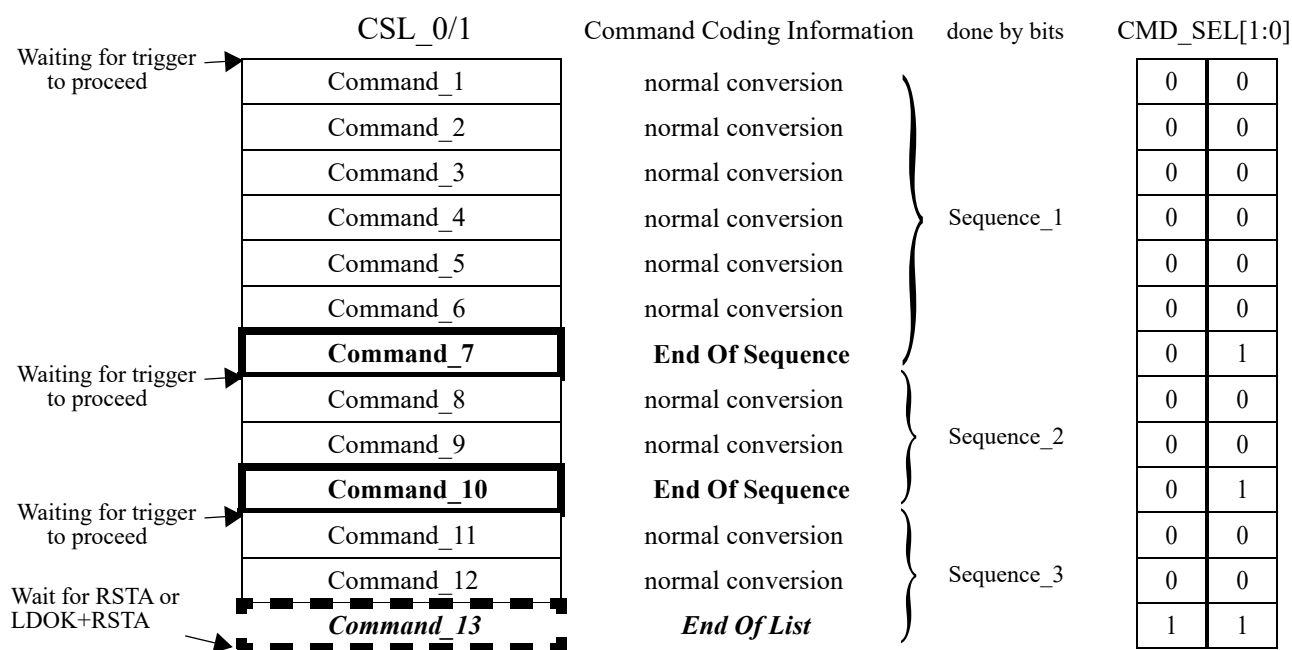 CSL_0/1 Command Coding Information done by bits CMD_SEL[1:0]
Waiting for trigger
to proceed
Command_1 normal conversion 0 0
Command_2 normal conversion 0 0
Command_3 normal conversion 0 0
Command_4 normal conversion Sequence_1 0 0
Command_5 normal conversion 0 0
Command_6 normal conversion 0 0
Command_7 End Of Sequence 0 1
Waiting for trigger
to proceed
Command_8 normal conversion 0 0
Command_9 normal conversion Sequence_2 0 0
Command_10 End Of Sequence 0 1
Waiting for trigger
to proceed
Command_11 normal conversion 0 0
Command_12 normal conversion Sequence_3 0 0
Wait for RSTA or
LDOK+RSTA
Command_13 End Of List 1 1